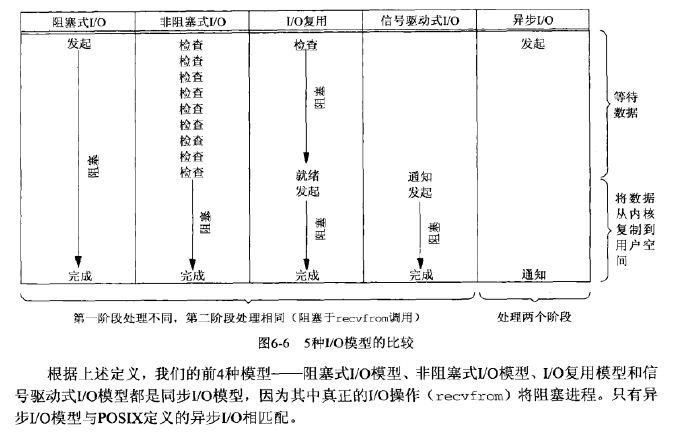 阻塞式I/O 非阻塞式I/O I/O复用 信号驱动式I/O 异步I/O
发起 检查 检查 发起
检查
检查
检查
检查
检查
检查
检查
检查
阻塞
阻塞
等待
数据
就绪 通知
发起 发起
阻塞
阻塞
阻塞
将数据
从内核
复制到
用户空
间
完成 完成 完成 完成 通知
第一阶段处理不同，第二阶段处理相同（阻塞于recvfrom调用） 处理两个阶段
图6-6 5种I/O模型的比较
根据上述定义，我们的前4种模型——阻塞式I/O模型、非阻塞式I/O模型、I/O复用模型和信
号驱动式I/O模型都是同步I/O模型，因为其中真正的I/O操作（recvfrom）将阻塞进程。只有异
步I/O模型与POSIX定义的异步I/O相匹配。